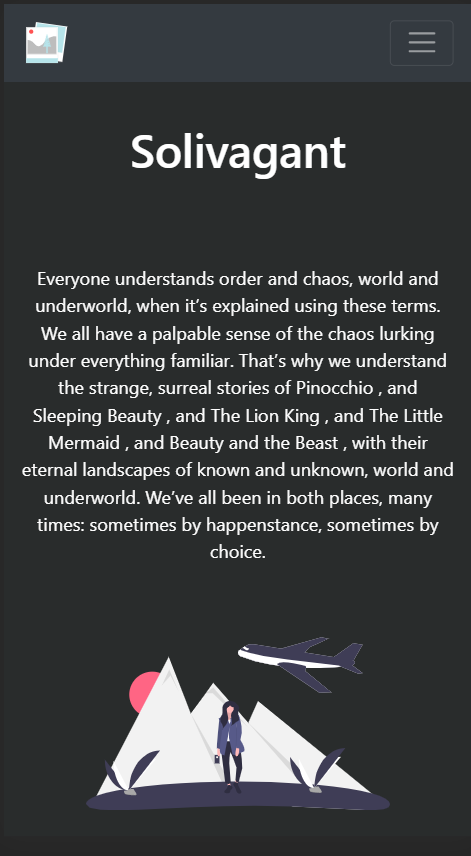 Solivagant
Everyone understands order and chaos, world and
underworld, when it’s explained using these terms.
We all have a palpable sense of the chaos lurking
under everything familiar. That’s why we understand
the strange, surreal stories of Pinocchio , and
Sleeping Beauty , and The Lion King , and The Little
Mermaid , and Beauty and the Beast , with their
eternal landscapes of known and unknown, world and
underworld. We’ve all been in both places, many
times: sometimes by happenstance, sometimes by
choice.